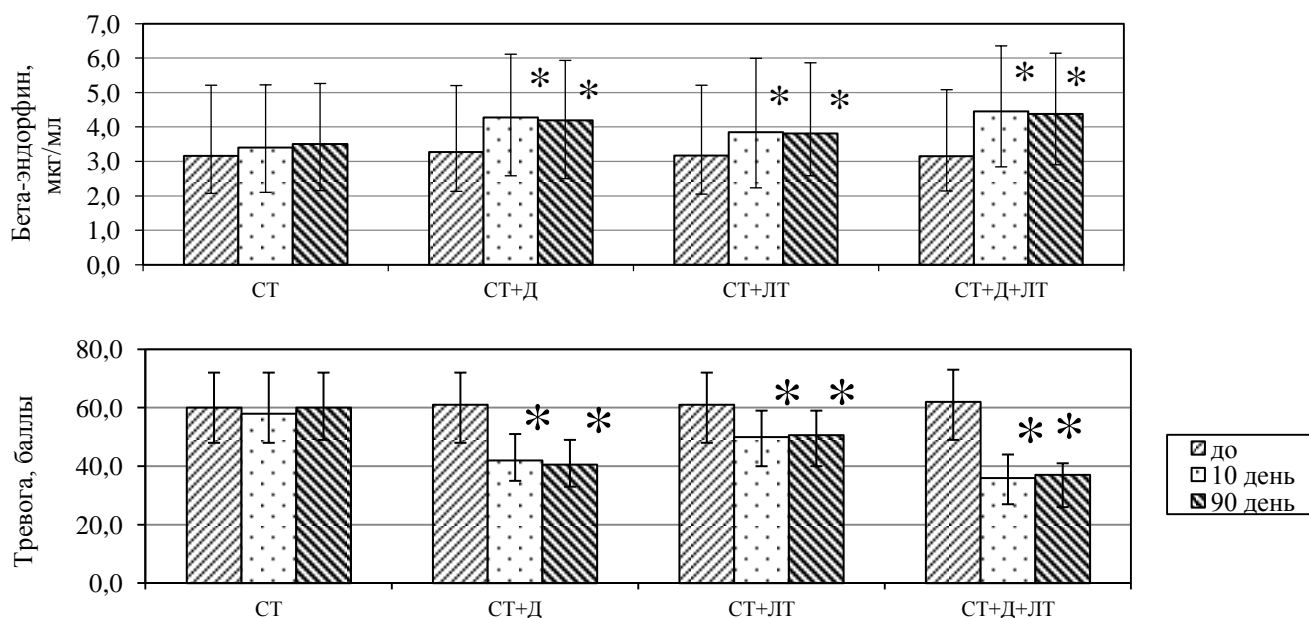 Бета-эндорфин,
мкг/мл
7,0
6,0
5,0
4,0
3,0
2,0
1,0
0,0
* * * * * *
СТ СТ+Д СТ+ЛТ СТ+Д+ЛТ
Тревога, баллы
80,0
60,0
40,0
20,0
0,0
* * * * * *
СТ СТ+Д СТ+ЛТ СТ+Д+ЛТ
до
10 день
90 день